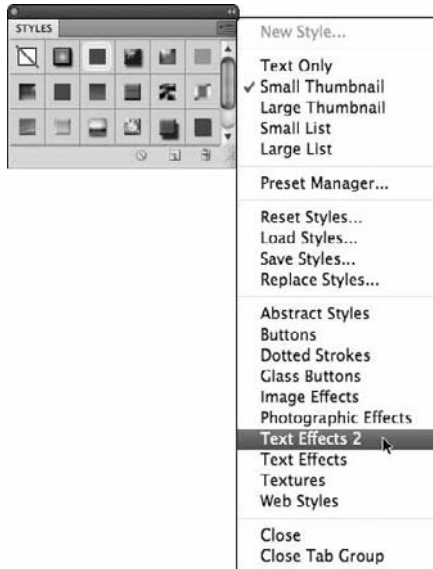 STYLES
New Style...
Text Only
✓ Small Thumbnail
Large Thumbnail
Small List
Large List
Preset Manager...
Reset Styles...
Load Styles...
Save Styles...
Replace Styles...
Abstract Styles
Buttons
Dotted Strokes
Glass Buttons
Image Effects
Photographic Effects
Text Effects 2
Text Effects
Textures
Web Styles
Close
Close Tab Group